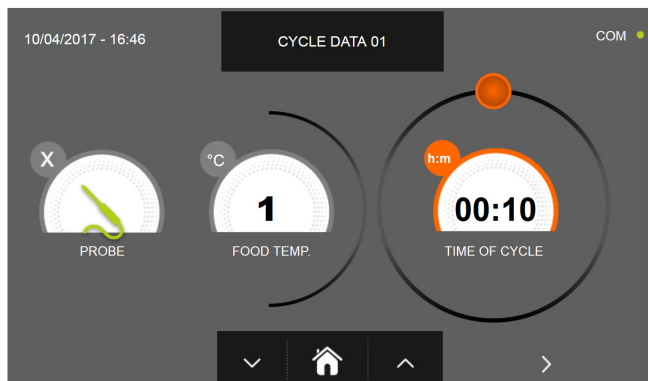 10/04/2017 - 16:46
CYCLE DATA 01
COM
X
PROBE
°C
1
FOOD TEMP.
h:m
00:10
TIME OF CYCLE